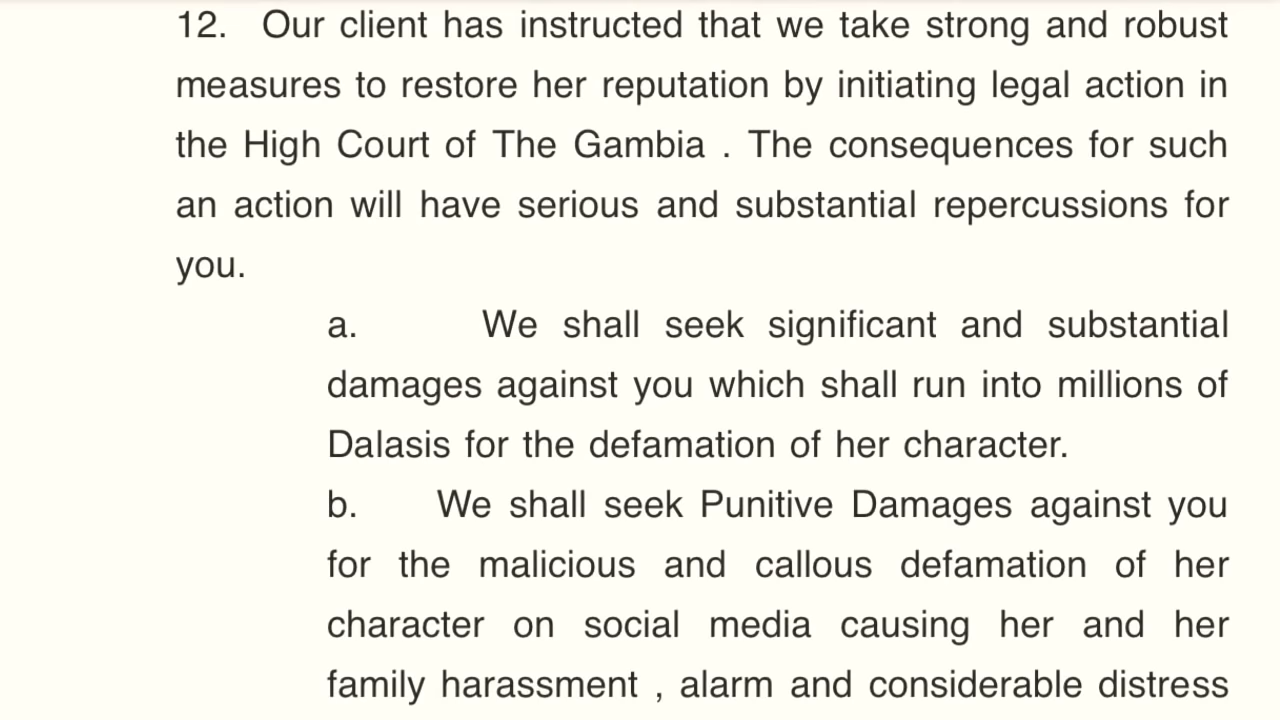 12. Our client has instructed that we take strong and robust
measures to restore her reputation by initiating legal action in
the High Court of The Gambia . The consequences for such
an action will have serious and substantial repercussions for
you.
a. We shall seek significant and substantial
damages against you which shall run into millions of
Dalasis for the defamation of her character.
b. We shall seek Punitive Damages against you
for the malicious and callous defamation of her
character on social media causing her and her
family harassment , alarm and considerable distress